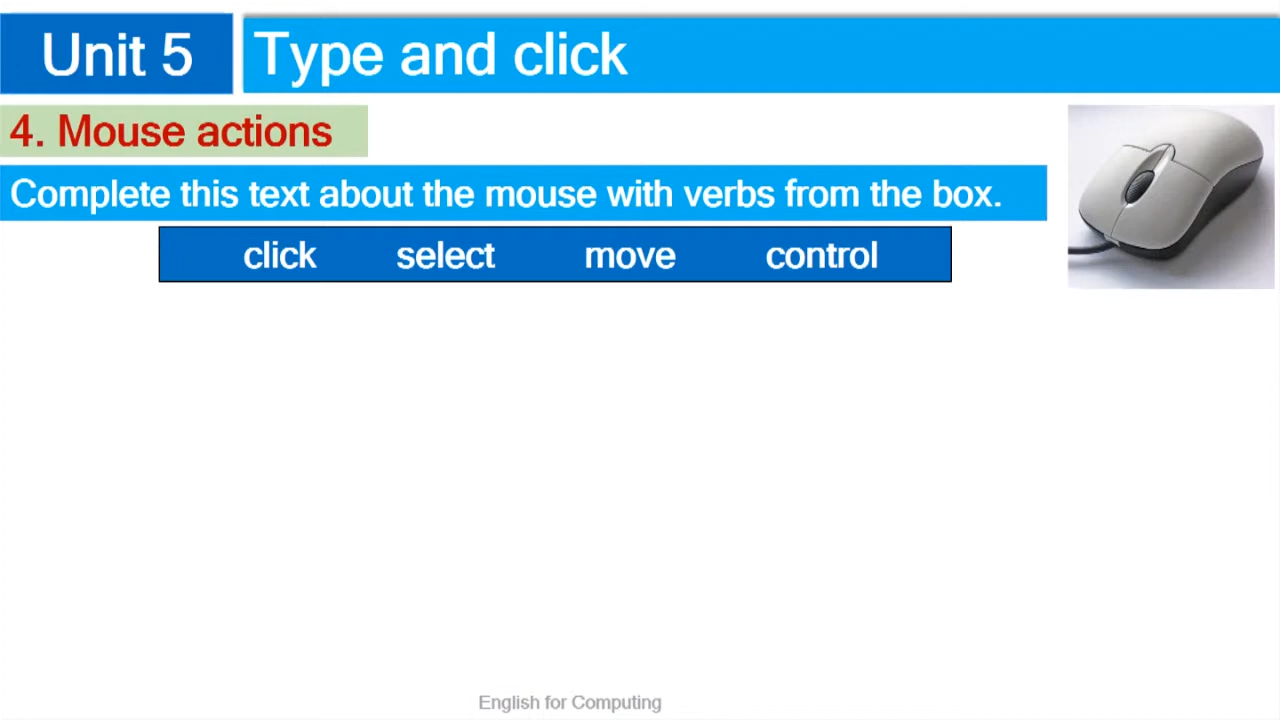 Unit 5
Type and click
4. Mouse actions
Complete this text about the mouse with verbs from the box.
click select move control
English for Computing